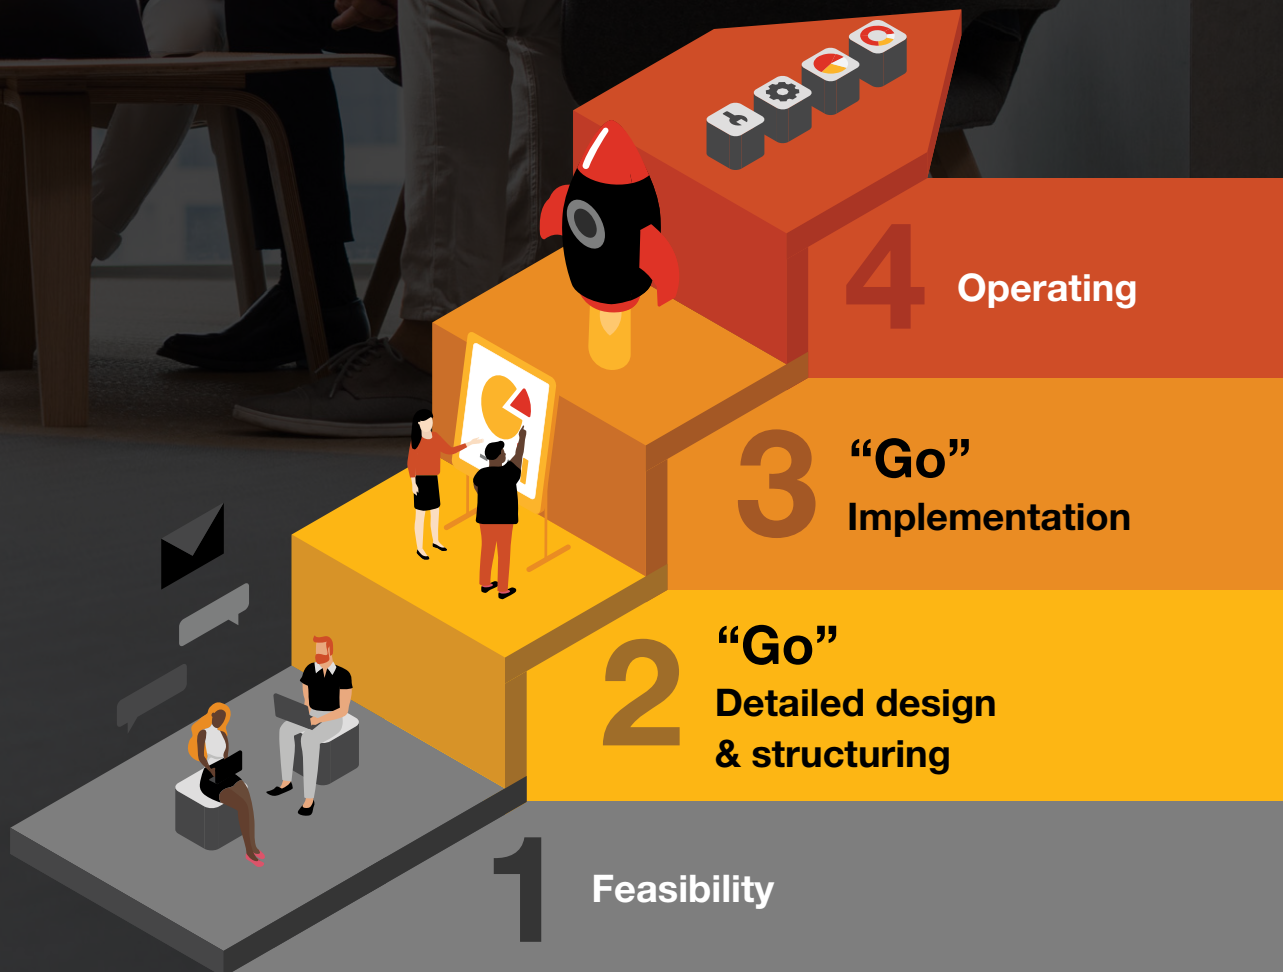 4
Operating
3
“Go”
Implementation
2
“Go”
Detailed design
& structuring
1
Feasibility